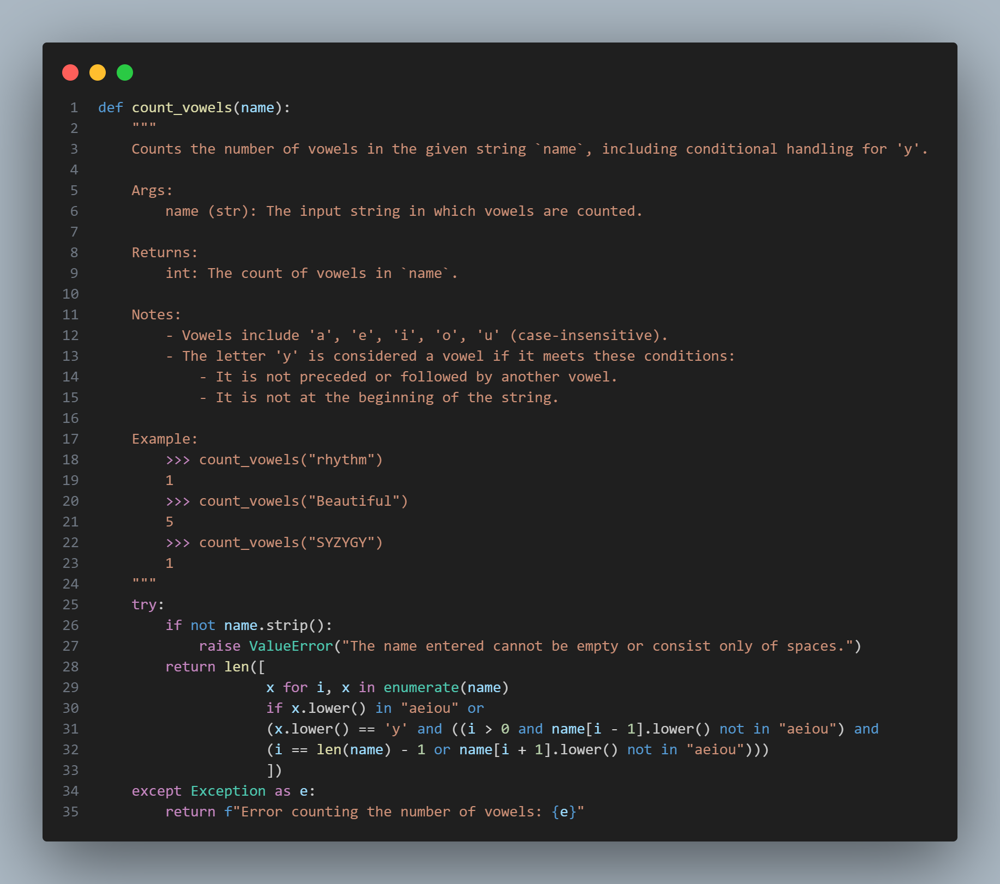 1 def count_vowels(name):
2     """
3     Counts the number of vowels in the given string `name`, including conditional handling for 'y'.
4
5     Args:
6         name (str): The input string in which vowels are counted.
7
8     Returns:
9         int: The count of vowels in `name`.
10
11     Notes:
12         - Vowels include 'a', 'e', 'i', 'o', 'u' (case-insensitive).
13         - The letter 'y' is considered a vowel if it meets these conditions:
14             - It is not preceded or followed by another vowel.
15             - It is not at the beginning of the string.
16
17     Example:
18         >>> count_vowels("rhythm")
19         1
20         >>> count_vowels("Beautiful")
21         5
22         >>> count_vowels("SYZYGY")
23         1
24     """
25     try:
26         if not name.strip():
27             raise ValueError("The name entered cannot be empty or consist only of spaces.")
28         return len([
29                     x for i, x in enumerate(name)
30                     if x.lower() in "aeiou" or
31                     (x.lower() == 'y' and ((i > 0 and name[i - 1].lower() not in "aeiou") and
32                     (i == len(name) - 1 or name[i + 1].lower() not in "aeiou")))
33                     ])
34     except Exception as e:
35         return f"Error counting the number of vowels: {e}"